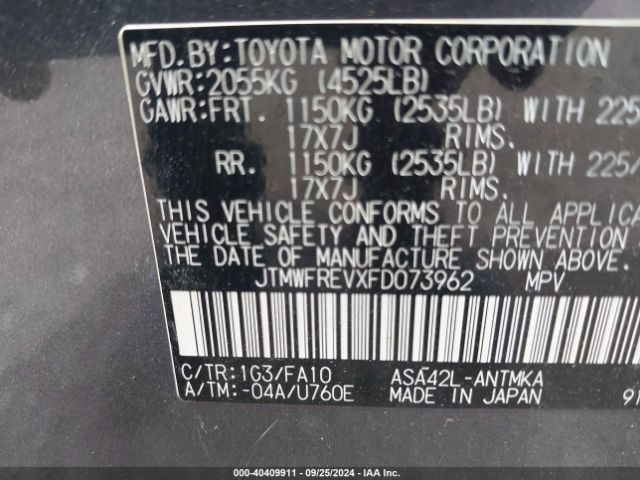 MFD.BY:TOYOTA MOTOR CORPORATION
GVWR:2055KG (4525LB)
GAWR:FRT. 1150KG (2535LB) WITH 225
17X7J RIMS.
RR. 1150KG (2535LB) WITH 225
17X7J RIMS.
THIS VEHICLE CONFORMS TO ALL APPLIC
VEHICLE SAFETY AND THEFT PREVENTION
THE DATE OF MANUFACTURE SHOWN ABOVE
JTMWFREVXFD073962 MPV
C/TR:1G3/FA10 ASA42L-ANTMKA
A/TM:-04A/U760E MADE IN JAPAN 91
000-40409911 - 09/25/2024 - IAA Inc.